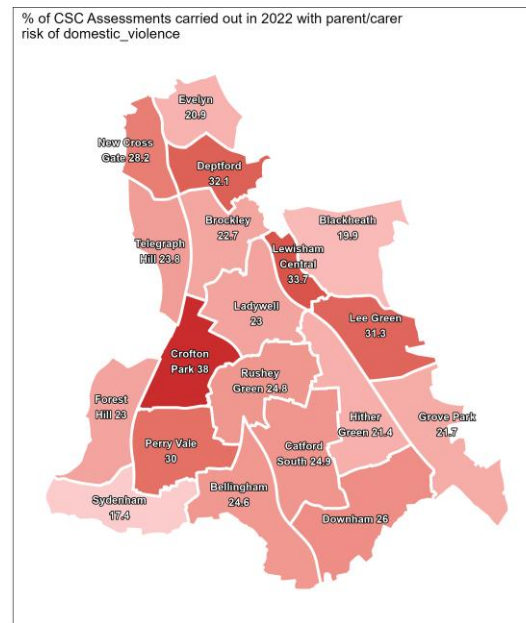 % of CSC Assessments carried out in 2022 with parent/carer
risk of domestic_violence
Evelyn
20.9
New Cross
Gate 28.2
Deptford
32.1
Brockley
22.7
Blackheath
19.9
Telegraph
Hill 23.8
Lewisham
Central
33.7
Ladywell
23
Lee Green
31.3
Crofton
Park 38
Rushey
Green 24.8
Forest
Hill 23
Hither
Green 21.4
Grove Park
21.7
Perry Vale
30
Catford
South 24.9
Sydenham
17.4
Bellingham
24.6
Downham 26